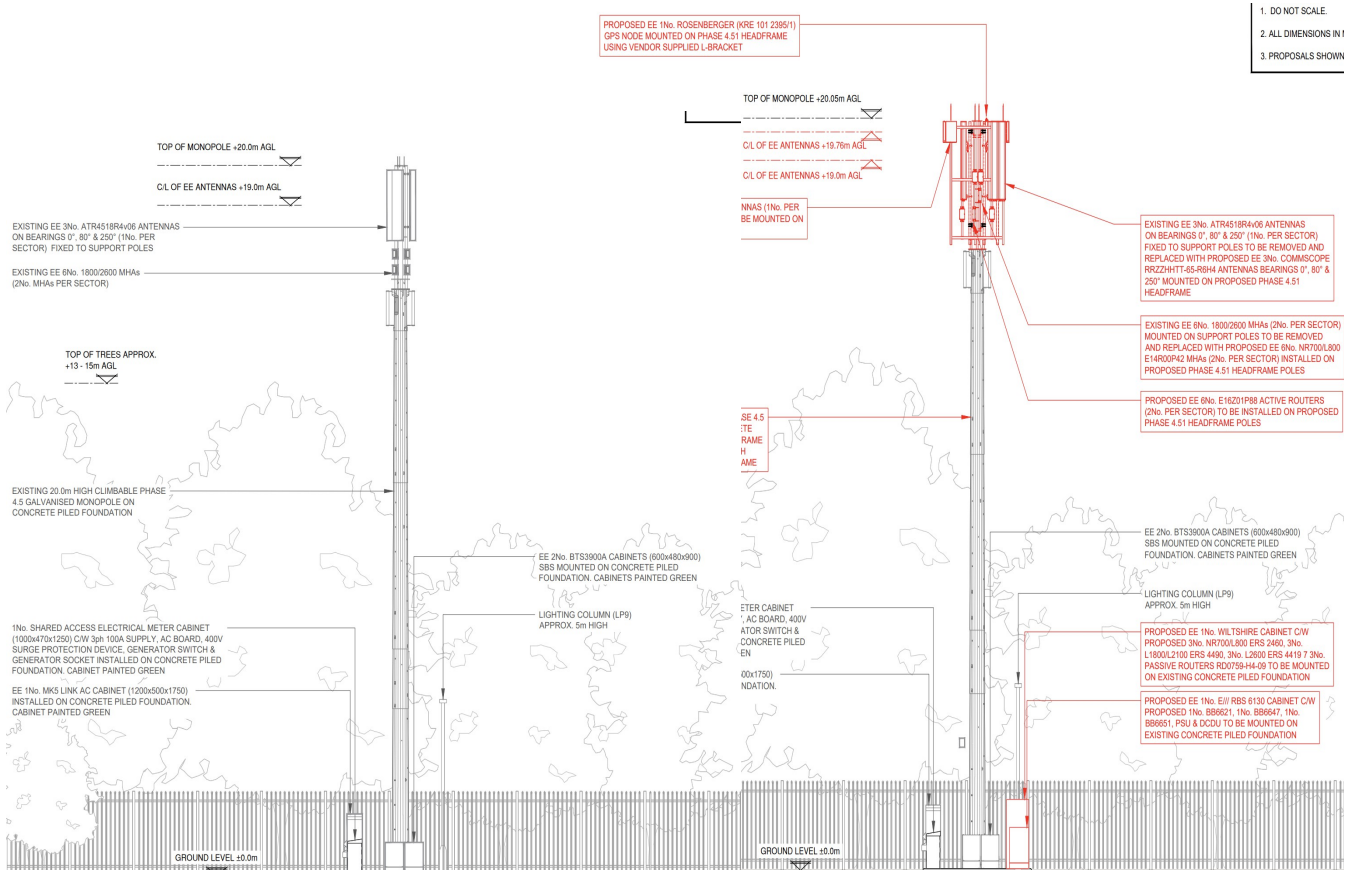 PROPOSED EE 1No. ROSENBERGER (KRE 101 2395/1)
GPS NODE MOUNTED ON PHASE 4.51 HEADFRAME
USING VENDOR SUPPLIED L-BRACKET
1. DO NOT SCALE.
2. ALL DIMENSIONS IN
3. PROPOSALS SHOWN
TOP OF MONOPOLE +20.0m AGL
C/L OF EE ANTENNAS +19.0m AGL
EXISTING EE 3No. ATR4518R4v06 ANTENNAS
ON BEARINGS 0°, 80° & 250° (1No. PER
SECTOR) FIXED TO SUPPORT POLES
EXISTING EE 6No. 1800/2600 MHAs
(2No. MHAs PER SECTOR)
TOP OF TREES APPROX.
+13 - 15m AGL
EXISTING 20.0m HIGH CLIMBABLE PHASE
4.5 GALVANISED MONOPOLE ON
CONCRETE PILED FOUNDATION
EE 2No. BTS3900A CABINETS (600x480x900)
SBS MOUNTED ON CONCRETE PILED
FOUNDATION. CABINETS PAINTED GREEN
LIGHTING COLUMN (LP9)
APPROX. 5m HIGH
1No. SHARED ACCESS ELECTRICAL METER CABINET
(1000x470x1250) C/W 3ph 100A SUPPLY, AC BOARD, 400V
SURGE PROTECTION DEVICE, GENERATOR SWITCH &
GENERATOR SOCKET INSTALLED ON CONCRETE PILED
FOUNDATION. CABINET PAINTED GREEN
EE 1No. MK5 LINK AC CABINET (1200x500x1750)
INSTALLED ON CONCRETE PILED FOUNDATION.
CABINET PAINTED GREEN
GROUND LEVEL ±0.0m
TOP OF MONOPOLE +20.05m AGL
C/L OF EE ANTENNAS +19.76m AGL
C/L OF EE ANTENNAS +19.0m AGL
NNAS (1No. PER
BE MOUNTED ON
EXISTING EE 3No. ATR4518R4v06 ANTENNAS
ON BEARINGS 0°, 80° & 250° (1No. PER SECTOR)
FIXED TO SUPPORT POLES TO BE REMOVED AND
REPLACED WITH PROPOSED EE 3No. COMMSCOPE
RRZZHHTT-65-R6H4 ANTENNAS BEARINGS 0°, 80° &
250° MOUNTED ON PROPOSED PHASE 4.51
HEADFRAME
EXISTING EE 6No. 1800/2600 MHAs (2No. PER SECTOR)
MOUNTED ON SUPPORT POLES TO BE REMOVED
AND REPLACED WITH PROPOSED EE 6No. NR700/L800
E14R00P42 MHAs (2No. PER SECTOR) INSTALLED ON
PROPOSED PHASE 4.51 HEADFRAME POLES
PROPOSED EE 6No. E16Z01P88 ACTIVE ROUTERS
(2No. PER SECTOR) TO BE INSTALLED ON PROPOSED
PHASE 4.51 HEADFRAME POLES
ASE 4.5
ETE
RAME
H
AME
EE 2No. BTS3900A CABINETS (600x480x900)
SBS MOUNTED ON CONCRETE PILED
FOUNDATION. CABINETS PAINTED GREEN
LIGHTING COLUMN (LP9)
APPROX. 5m HIGH
ETER CABINET
, AC BOARD, 400V
ATOR SWITCH &
CONCRETE PILED
EN
00x1750)
NDATION.
PROPOSED EE 1No. WILTSHIRE CABINET C/W
PROPOSED 3No. NR700/L800 ERS 2460, 3No.
L1800/L2100 ERS 4490, 3No. L2600 ERS 4419 7 3No.
PASSIVE ROUTERS RD0759-H4-09 TO BE MOUNTED
ON EXISTING CONCRETE PILED FOUNDATION
PROPOSED EE 1No. E/// RBS 6130 CABINET C/W
PROPOSED 1No. BB6621, 1No. BB6647, 1No.
BB6651, PSU & DCDU TO BE MOUNTED ON
EXISTING CONCRETE PILED FOUNDATION
GROUND LEVEL ±0.0m